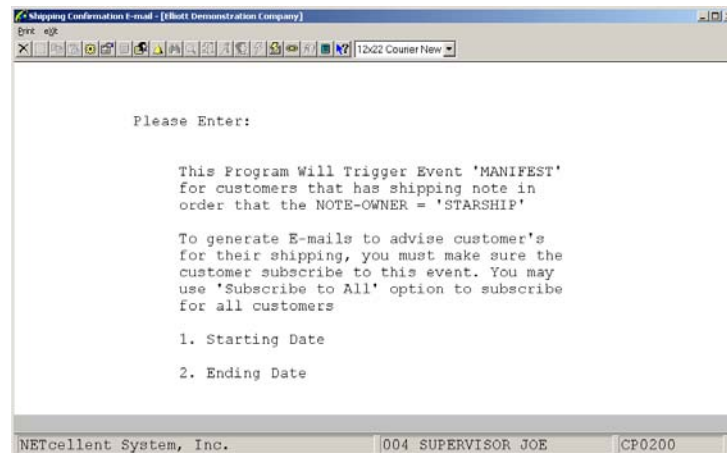 Shipping Confirmation E-mail - [Elliott Demonstration Company]
Print eXit
12x22 Courier New
Please Enter:
This Program Will Trigger Event 'MANIFEST'
for customers that has shipping note in
order that the NOTE-OWNER = 'STARSHIP'
To generate E-mails to advise customer's
for their shipping, you must make sure the
customer subscribe to this event. You may
use 'Subscribe to All' option to subscribe
for all customers
1. Starting Date
2. Ending Date
NETcellent System, Inc. 004 SUPERVISOR JOE CP0200